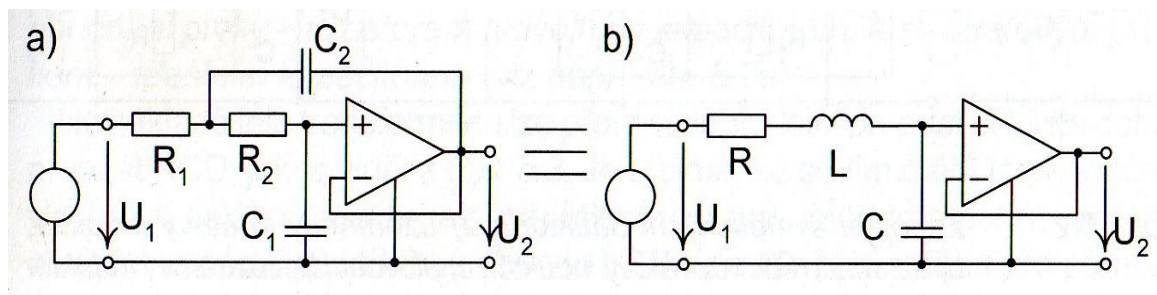 a) C₂ b)
+ +
R₁ R₂ R L
U₁ C₁ U₂ U₁ C U₂